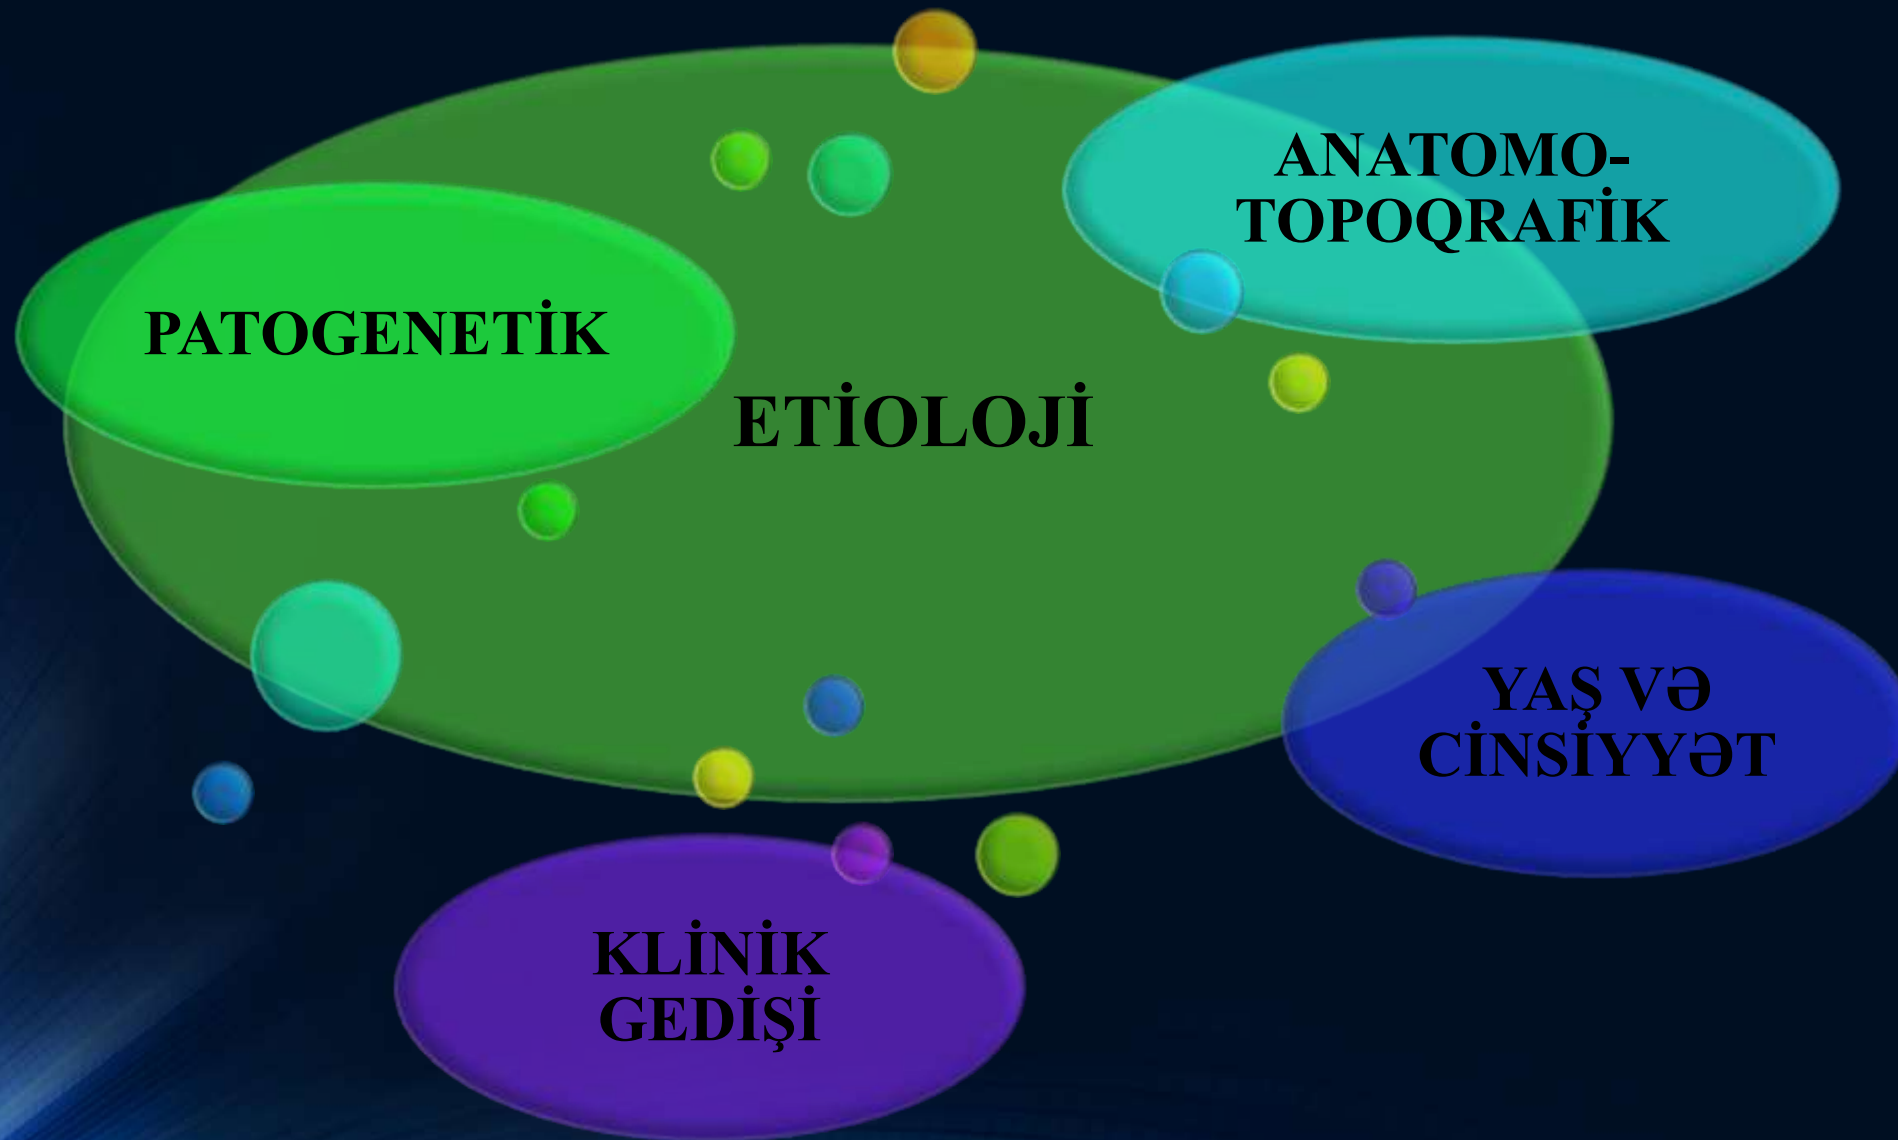 ANATOMO-
TOPOQRAFİK
PATOGENETİK
ETİOLOJİ
YAŞ VƏ
CİNSİYYƏT
KLİNİK
GEDİŞİ